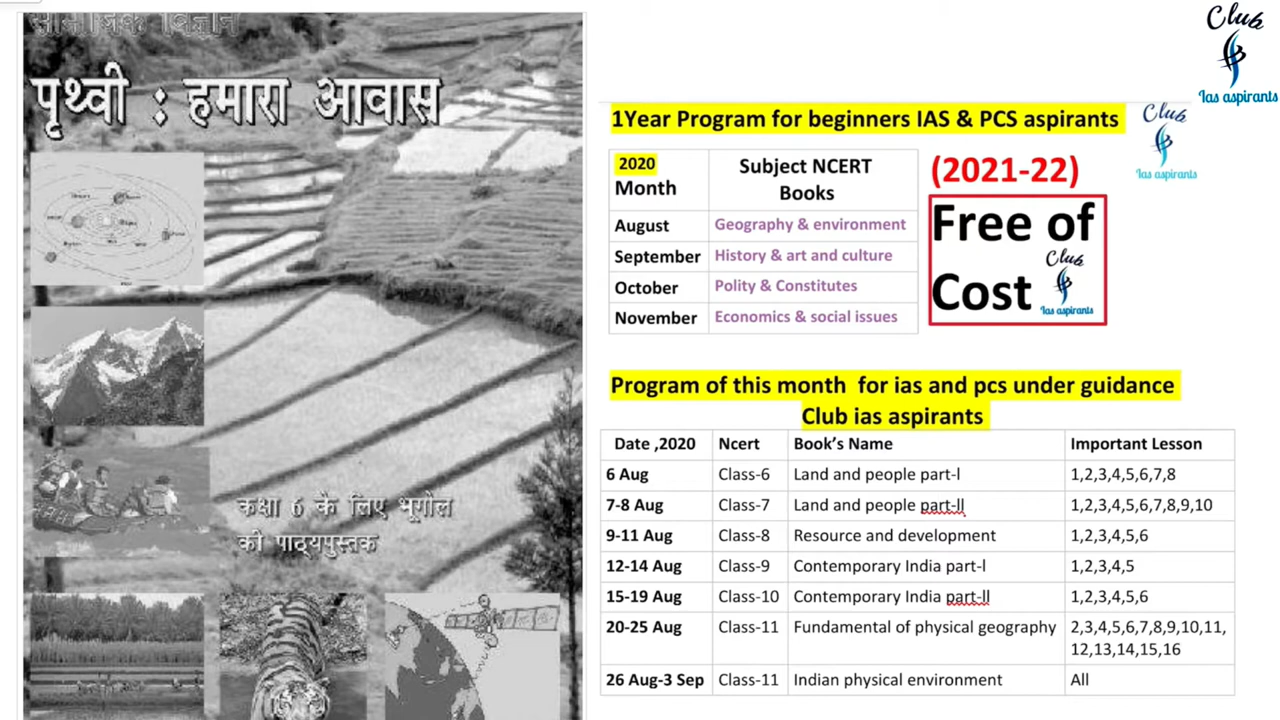 सामाजिक विज्ञान
पृथ्वी : हमारा आवास
कक्षा 6 के लिए भूगोल
की पाठ्यपुस्तक
Club
Ias aspirants
1Year Program for beginners IAS & PCS aspirants
Club
Ias aspirants
2020
Month
Subject NCERT
Books
August Geography & environment
September History & art and culture
October Polity & Constitutes
November Economics & social issues
(2021-22)
Free of
Cost
Club
Ias aspirants
Program of this month for ias and pcs under guidance
Club ias aspirants
Date ,2020 Ncert Book's Name Important Lesson
6 Aug Class-6 Land and people part-I 1,2,3,4,5,6,7,8
7-8 Aug Class-7 Land and people part-ll 1,2,3,4,5,6,7,8,9,10
9-11 Aug Class-8 Resource and development 1,2,3,4,5,6
12-14 Aug Class-9 Contemporary India part-I 1,2,3,4,5
15-19 Aug Class-10 Contemporary India part-ll 1,2,3,4,5,6
20-25 Aug Class-11 Fundamental of physical geography 2,3,4,5,6,7,8,9,10,11,
12,13,14,15,16
26 Aug-3 Sep Class-11 Indian physical environment All